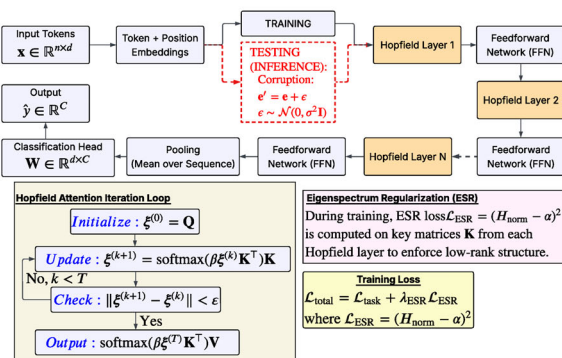 Input Tokens
𝐱 ∈ ℝⁿˣᵈ
Token + Position
Embeddings
TRAINING
TESTING
(INFERENCE):
Corruption:
𝐞′ = 𝐞 + ϵ
ϵ ∼ 𝒩(0, σ²𝐈)
Hopfield Layer 1
Feedforward
Network (FFN)
Hopfield Layer 2
Output
ŷ ∈ ℝᶜ
Classification Head
𝐖 ∈ ℝᵈˣᶜ
Pooling
(Mean over Sequence)
Feedforward
Network (FFN)
Hopfield Layer N
Feedforward
Network (FFN)
Hopfield Attention Iteration Loop
Initialize : 𝝃⁽⁰⁾ = 𝐐
Update : 𝝃⁽ᵏ⁺¹⁾ = softmax(β𝝃⁽ᵏ⁾𝐊⊤)𝐊
No, k < T
Check : ‖𝝃⁽ᵏ⁺¹⁾ − 𝝃⁽ᵏ⁾‖ < ε
Yes
Output : softmax(β𝝃⁽ᵀ⁾𝐊⊤)𝐕
Eigenspectrum Regularization (ESR)
During training, ESR loss ℒ_ESR = (H_norm − α)²
is computed on key matrices 𝐊 from each
Hopfield layer to enforce low-rank structure.
Training Loss
ℒ_total = ℒ_task + λ_ESR ℒ_ESR
where ℒ_ESR = (H_norm − α)²